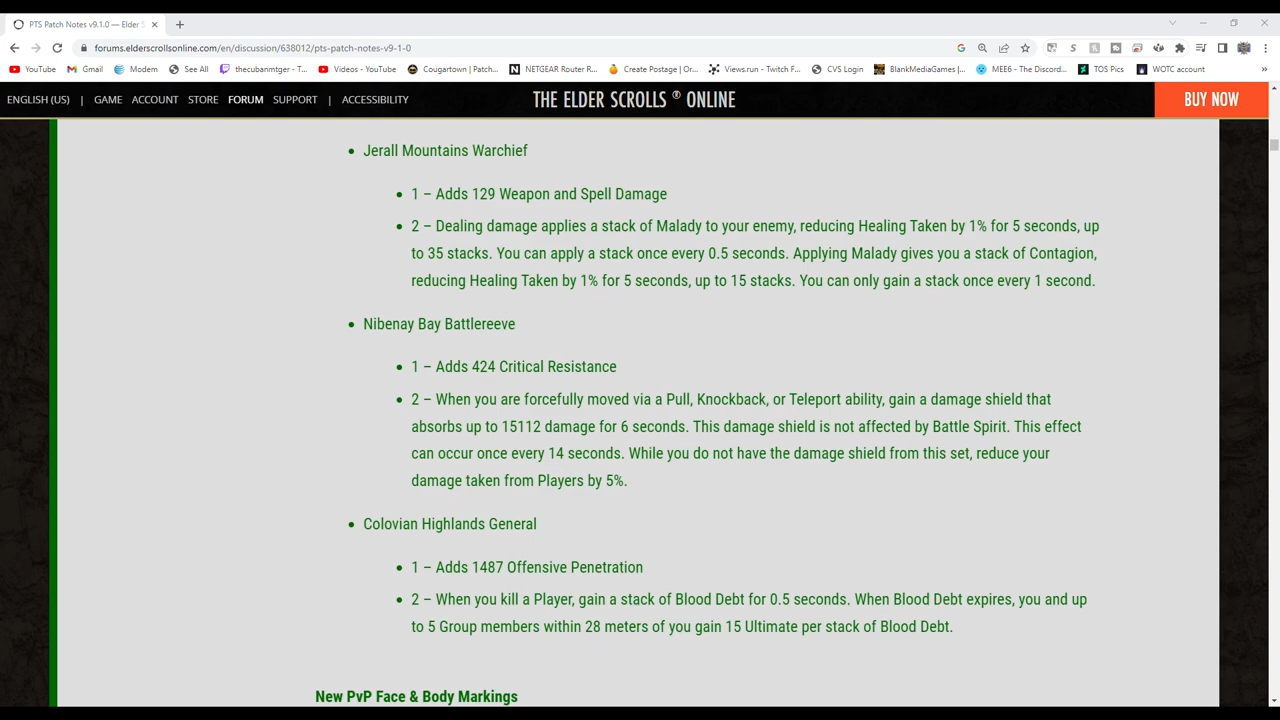 PTS Patch Notes v9.1.0 — Elder S
forums.elderscrollsonline.com/en/discussion/638012/pts-patch-notes-v9-1-0
YouTube Gmail Modem See All thecubanmtger - T... Videos - YouTube Cougartown | Patc... NETGEAR Router R... Create Postage | Or... Views.run - Twitch F... CVS Login BlankMediaGames |... MEE6 - The Discord... TOS Pics WOTC account »
ENGLISH (US) | GAME ACCOUNT STORE FORUM SUPPORT | ACCESSIBILITY THE ELDER SCROLLS ® ONLINE BUY NOW
• Jerall Mountains Warchief
• 1 – Adds 129 Weapon and Spell Damage
• 2 – Dealing damage applies a stack of Malady to your enemy, reducing Healing Taken by 1% for 5 seconds, up
to 35 stacks. You can apply a stack once every 0.5 seconds. Applying Malady gives you a stack of Contagion,
reducing Healing Taken by 1% for 5 seconds, up to 15 stacks. You can only gain a stack once every 1 second.
• Nibenay Bay Battlereeve
• 1 – Adds 424 Critical Resistance
• 2 – When you are forcefully moved via a Pull, Knockback, or Teleport ability, gain a damage shield that
absorbs up to 15112 damage for 6 seconds. This damage shield is not affected by Battle Spirit. This effect
can occur once every 14 seconds. While you do not have the damage shield from this set, reduce your
damage taken from Players by 5%.
• Colovian Highlands General
• 1 – Adds 1487 Offensive Penetration
• 2 – When you kill a Player, gain a stack of Blood Debt for 0.5 seconds. When Blood Debt expires, you and up
to 5 Group members within 28 meters of you gain 15 Ultimate per stack of Blood Debt.
New PvP Face & Body Markings